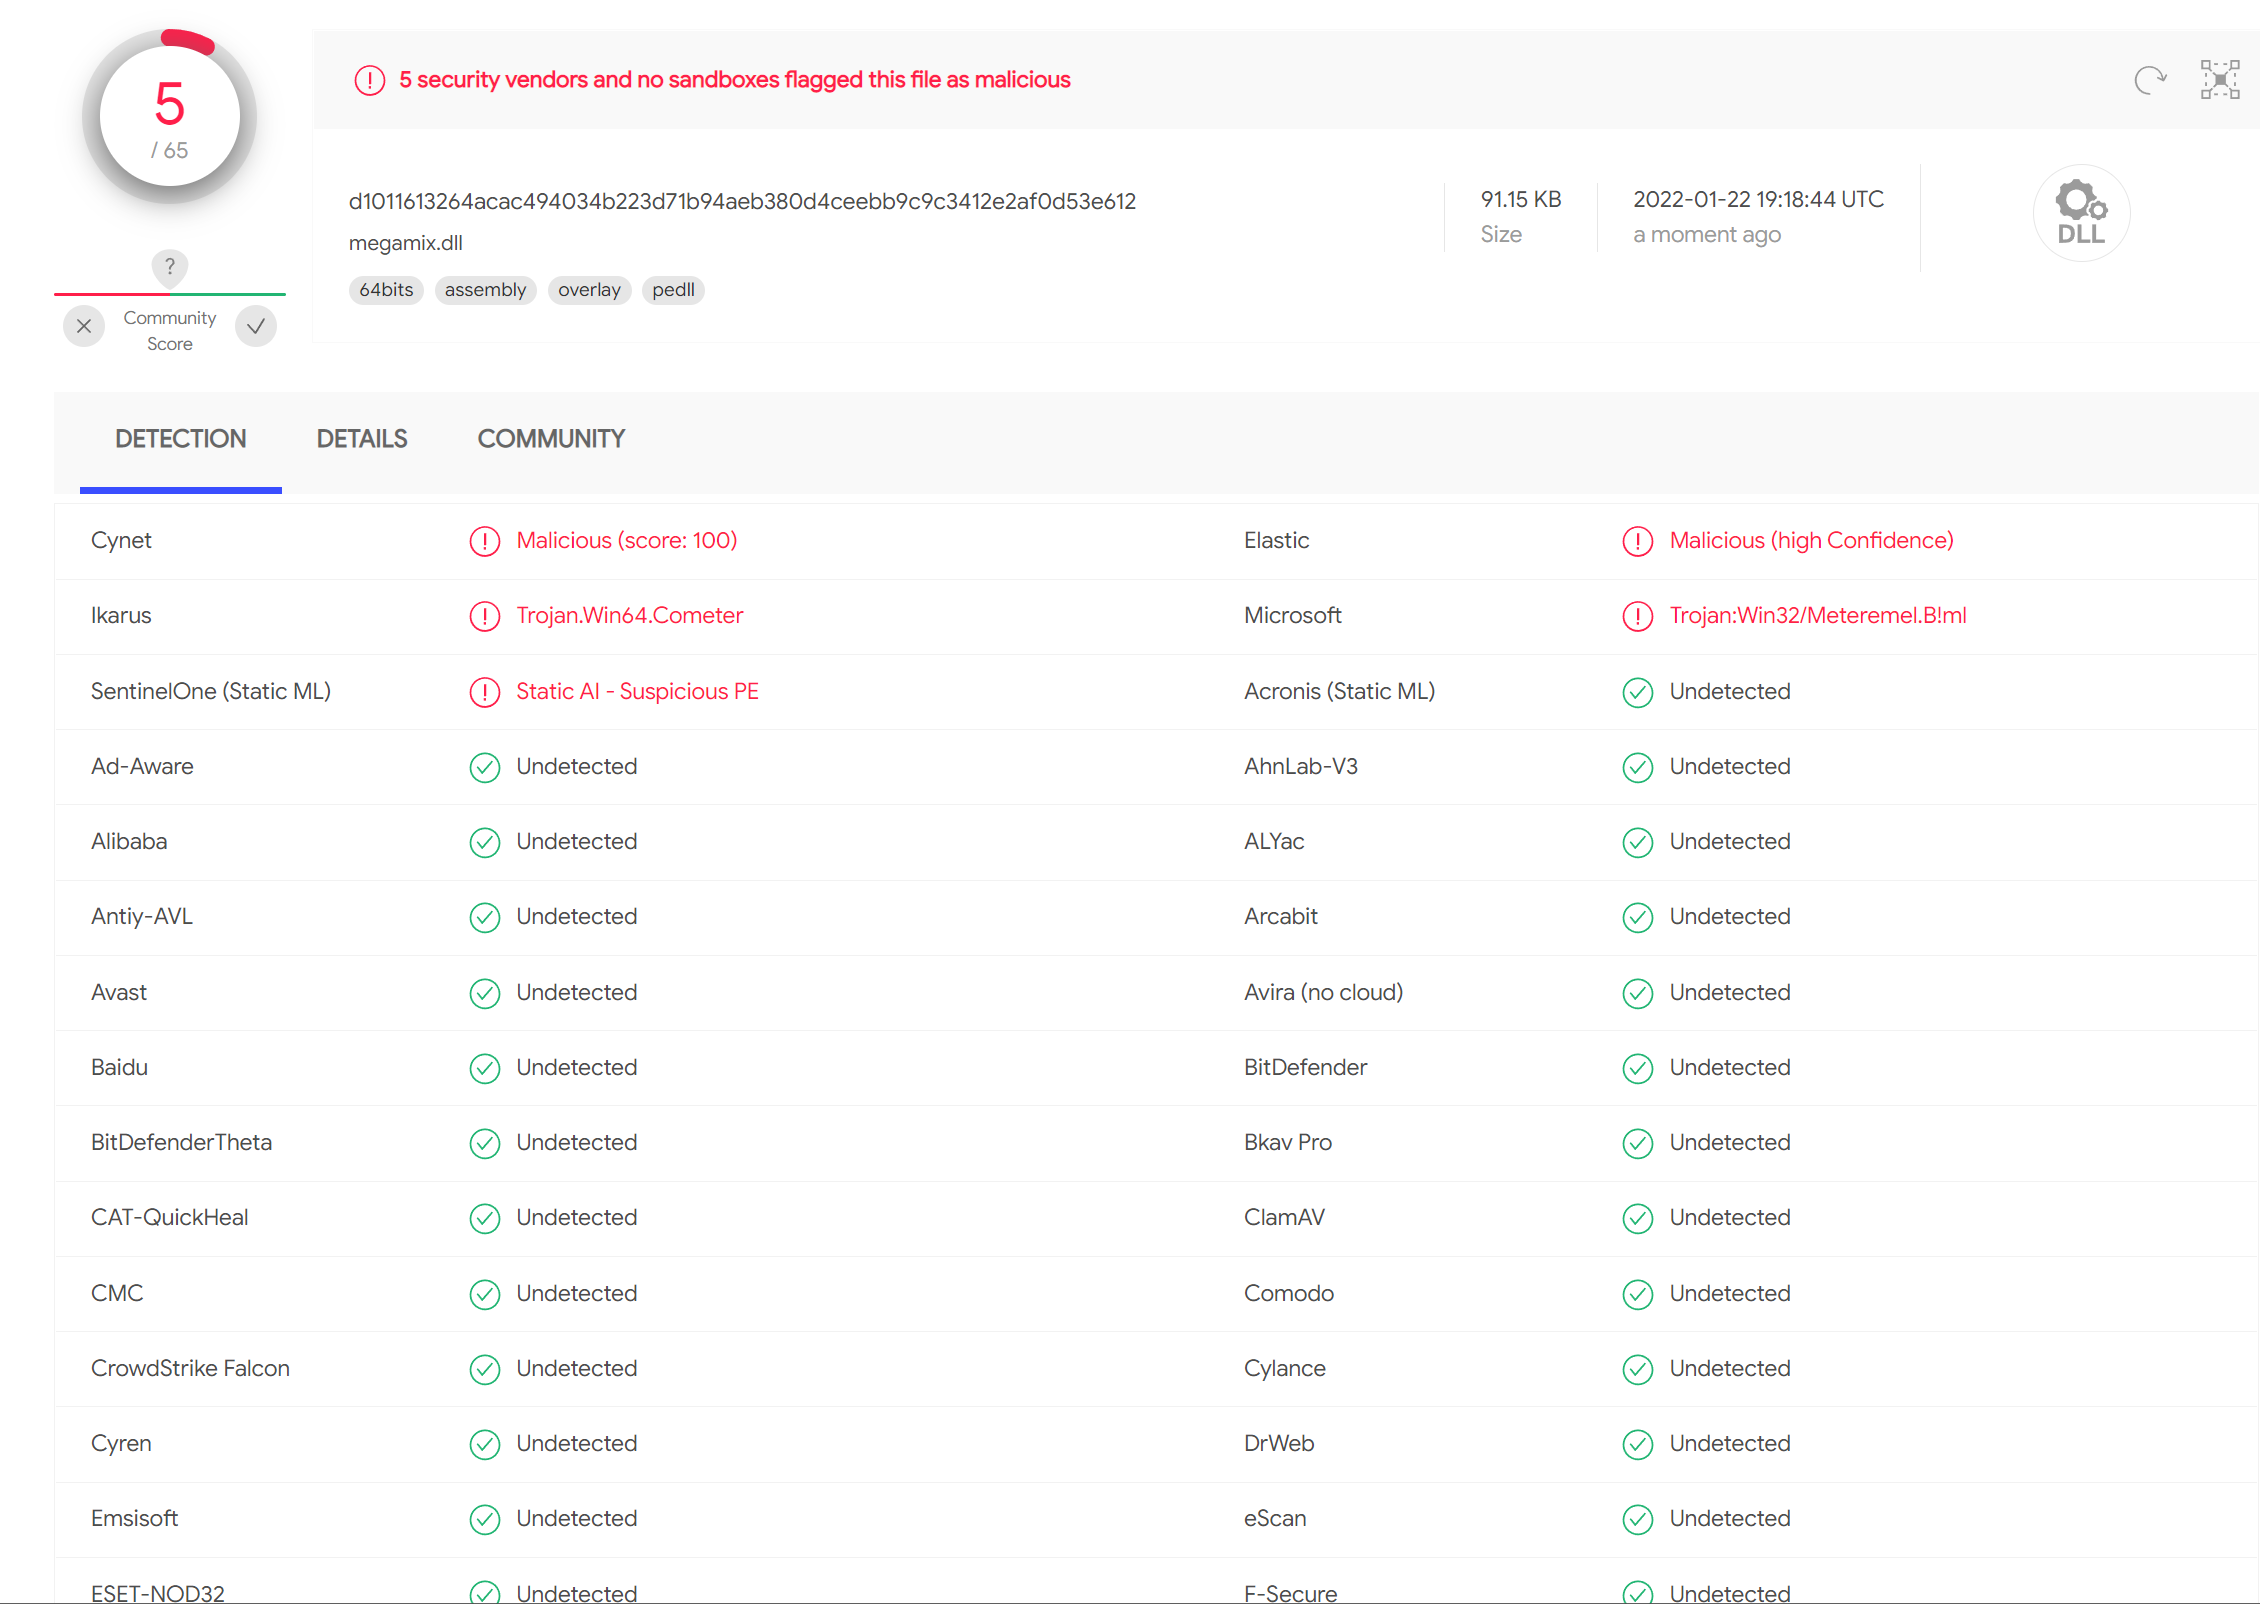 5
/ 65
?
Community
Score
5 security vendors and no sandboxes flagged this file as malicious
d1011613264acac494034b223d71b94aeb380d4ceebb9c9c3412e2af0d53e612
megamix.dll
64bits assembly overlay pedll
91.15 KB
Size
2022-01-22 19:18:44 UTC
a moment ago
DLL
DETECTION DETAILS COMMUNITY
Cynet Malicious (score: 100) Elastic Malicious (high Confidence)
Ikarus Trojan.Win64.Cometer Microsoft Trojan:Win32/Meteremel.B!ml
SentinelOne (Static ML) Static AI - Suspicious PE Acronis (Static ML) Undetected
Ad-Aware Undetected AhnLab-V3 Undetected
Alibaba Undetected ALYac Undetected
Antiy-AVL Undetected Arcabit Undetected
Avast Undetected Avira (no cloud) Undetected
Baidu Undetected BitDefender Undetected
BitDefenderTheta Undetected Bkav Pro Undetected
CAT-QuickHeal Undetected ClamAV Undetected
CMC Undetected Comodo Undetected
CrowdStrike Falcon Undetected Cylance Undetected
Cyren Undetected DrWeb Undetected
Emsisoft Undetected eScan Undetected
ESET-NOD32 Undetected F-Secure Undetected